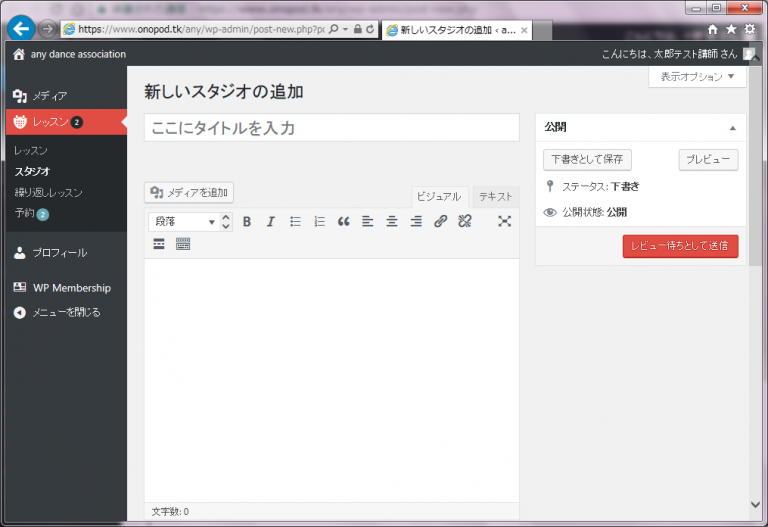 https://www.onopod.tk/any/wp-admin/post-new.php?pc
新しいスタジオの追加 ‹ a...
any dance association
こんにちは、太郎テスト講師 さん
表示オプション
メディア
レッスン 2
レッスン
スタジオ
繰り返しレッスン
予約 2
プロフィール
WP Membership
メニューを閉じる
新しいスタジオの追加
ここにタイトルを入力
メディアを追加
ビジュアル
テキスト
段落
B I
文字数: 0
公開
下書きとして保存
プレビュー
ステータス: 下書き
公開状態: 公開
レビュー待ちとして送信